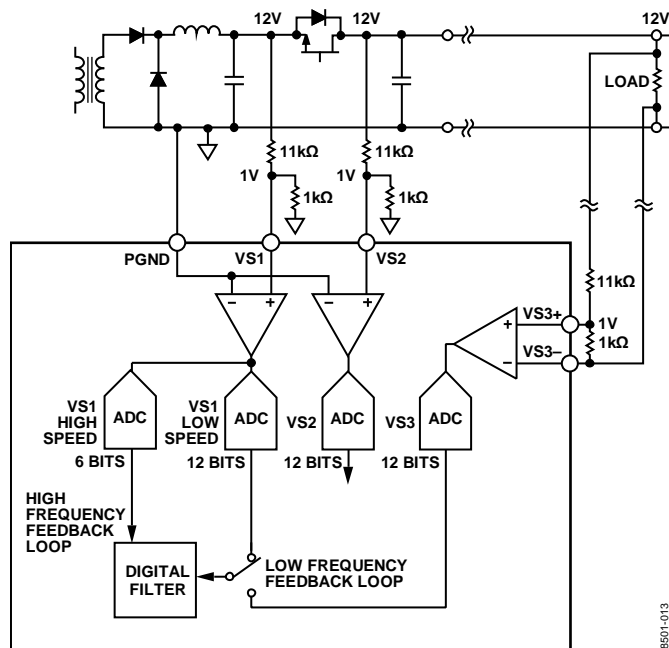 12V
12V
12V
LOAD
11kΩ
11kΩ
1V
1V
1kΩ
1kΩ
PGND
VS1
VS2
11kΩ
VS3+
1V
1kΩ
VS3–
–
+
–
+
+
–
VS1
HIGH
SPEED
ADC
VS1
LOW
SPEED
ADC
VS2
ADC
VS3
ADC
6 BITS
12 BITS
12 BITS
12 BITS
HIGH
FREQUENCY
FEEDBACK
LOOP
DIGITAL
FILTER
LOW FREQUENCY
FEEDBACK LOOP
8501-013